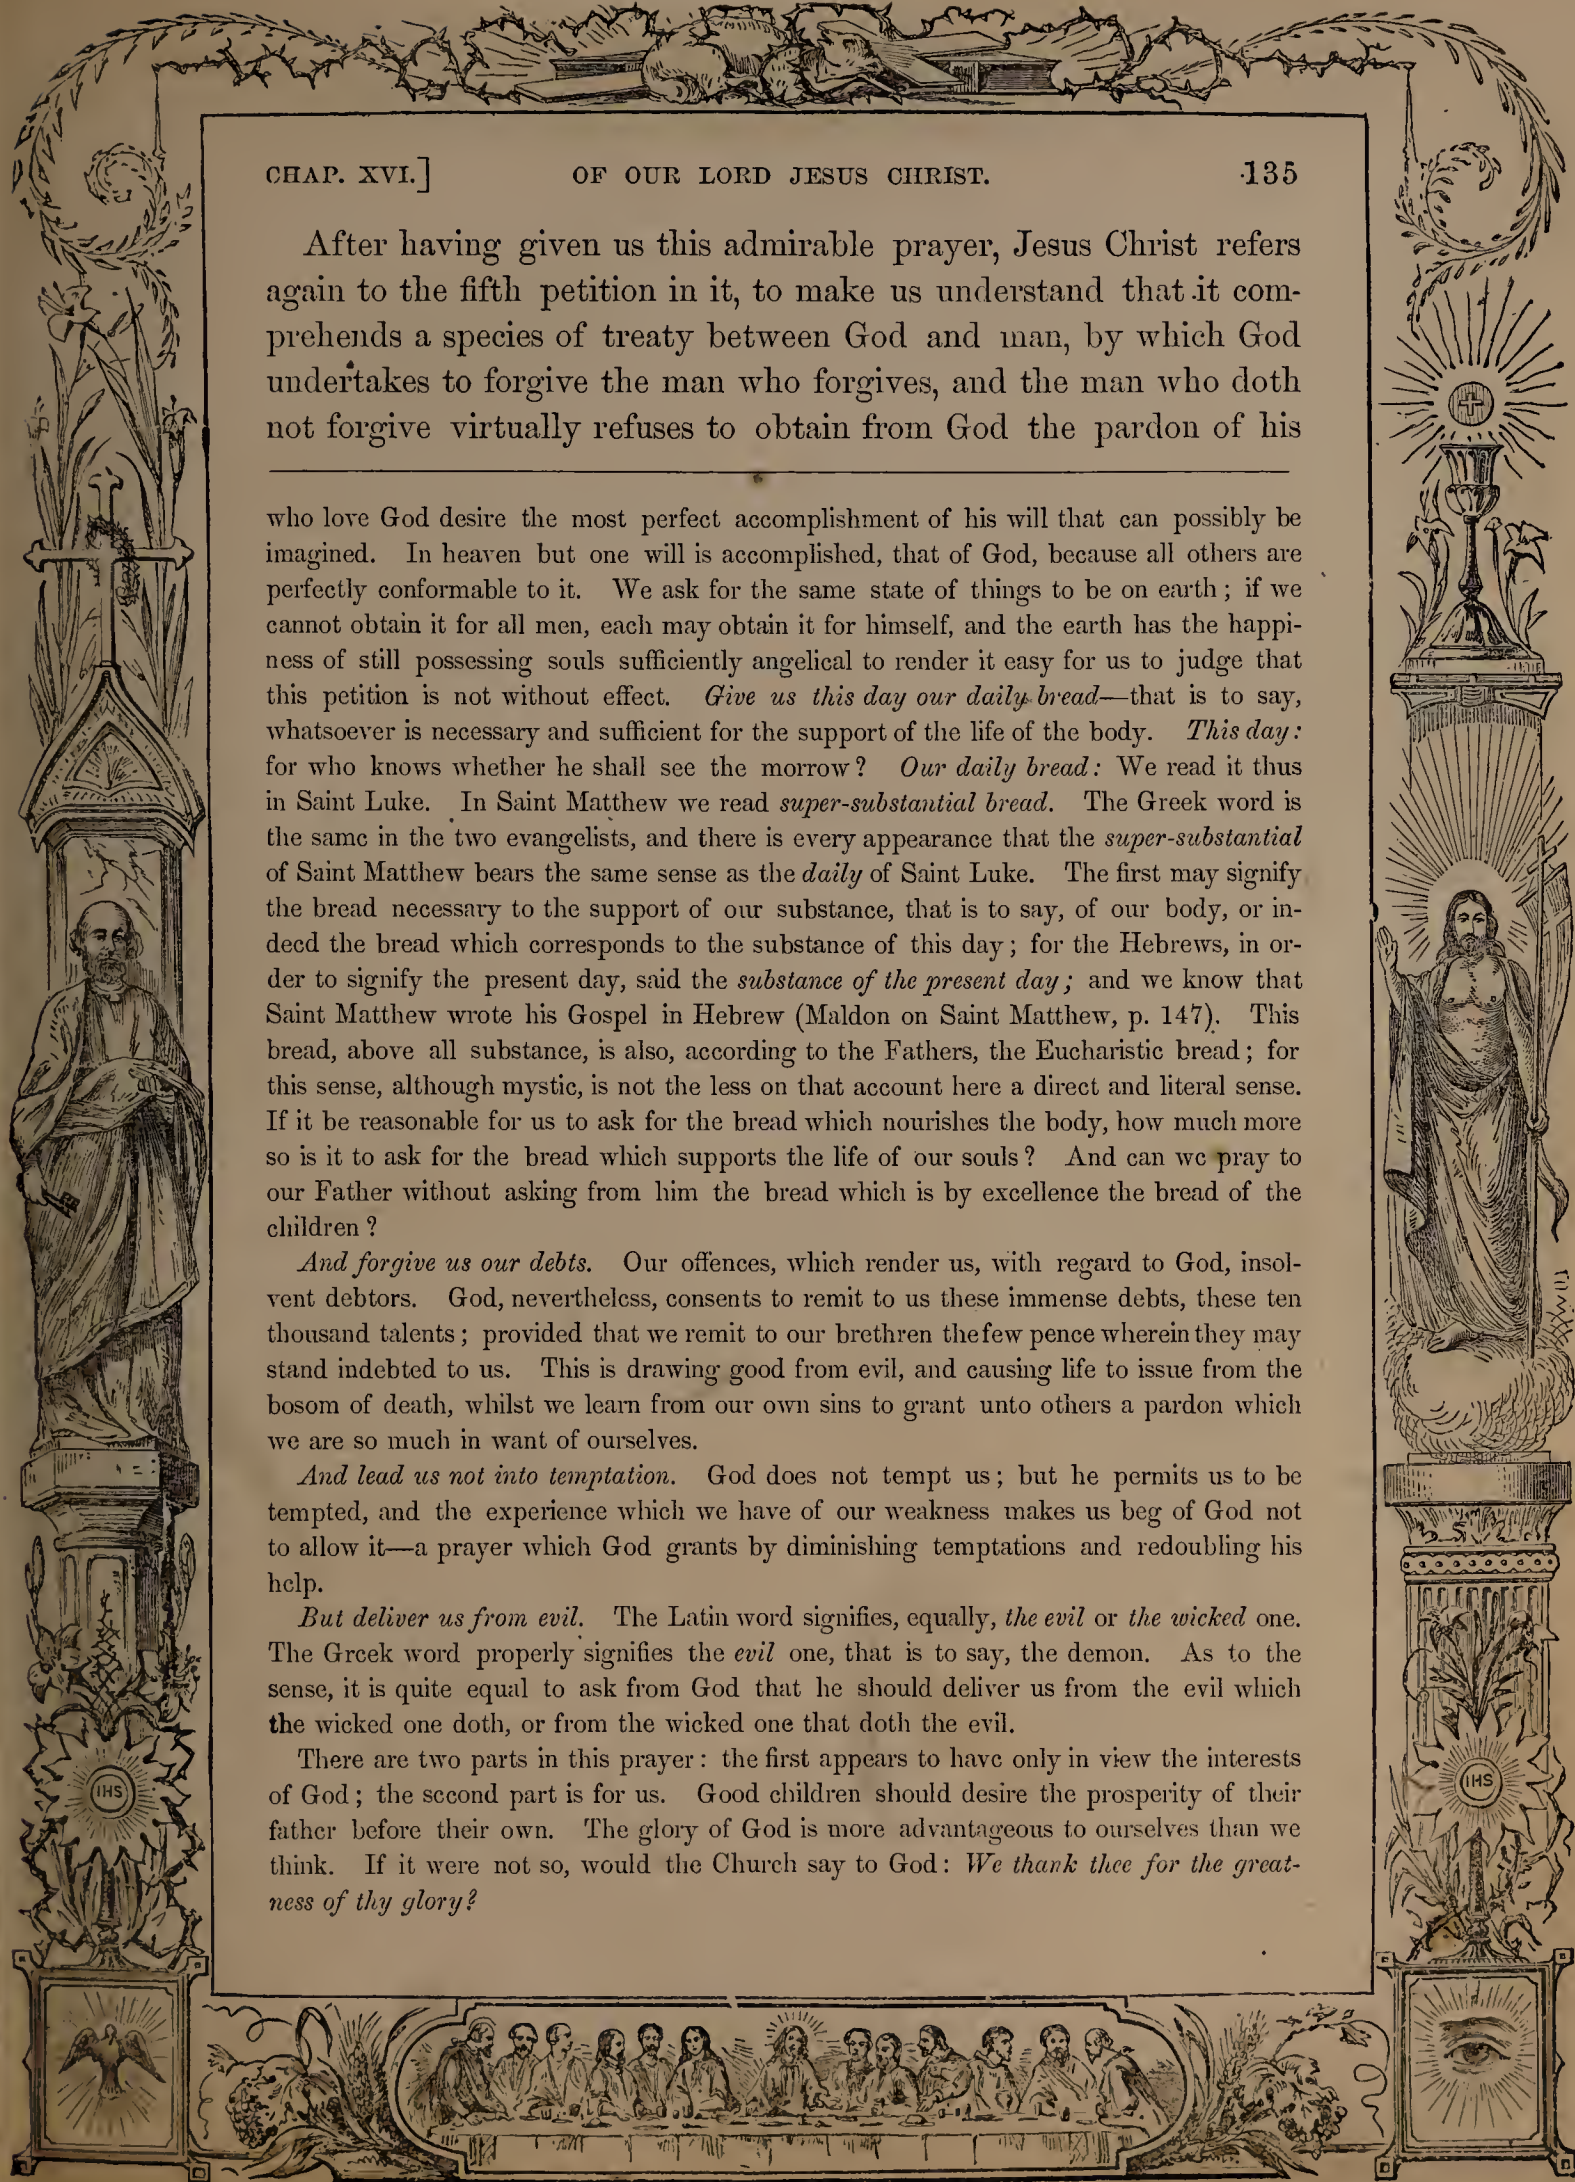 CHAP. XVI.] OF OUR LORD JESUS CHRIST. 135
After having given us this admirable prayer, Jesus Christ refers
again to the fifth petition in it, to make us understand that it com-
prehends a species of treaty between God and man, by which God
undertakes to forgive the man who forgives, and the man who doth
not forgive virtually refuses to obtain from God the pardon of his
who love God desire the most perfect accomplishment of his will that can possibly be
imagined. In heaven but one will is accomplished, that of God, because all others are
perfectly conformable to it. We ask for the same state of things to be on earth; if we
cannot obtain it for all men, each may obtain it for himself, and the earth has the happi-
ness of still possessing souls sufficiently angelical to render it easy for us to judge that
this petition is not without effect. Give us this day our daily bread—that is to say,
whatsoever is necessary and sufficient for the support of the life of the body. This day:
for who knows whether he shall see the morrow? Our daily bread: We read it thus
in Saint Luke. In Saint Matthew we read super-substantial bread. The Greek word is
the same in the two evangelists, and there is every appearance that the super-substantial
of Saint Matthew bears the same sense as the daily of Saint Luke. The first may signify
the bread necessary to the support of our substance, that is to say, of our body, or in-
deed the bread which corresponds to the substance of this day; for the Hebrews, in or-
der to signify the present day, said the substance of the present day; and we know that
Saint Matthew wrote his Gospel in Hebrew (Maldon on Saint Matthew, p. 147). This
bread, above all substance, is also, according to the Fathers, the Eucharistic bread; for
this sense, although mystic, is not the less on that account here a direct and literal sense.
If it be reasonable for us to ask for the bread which nourishes the body, how much more
so is it to ask for the bread which supports the life of our souls? And can we pray to
our Father without asking from him the bread which is by excellence the bread of the
children?
And forgive us our debts. Our offences, which render us, with regard to God, insol-
vent debtors. God, nevertheless, consents to remit to us these immense debts, these ten
thousand talents; provided that we remit to our brethren the few pence wherein they may
stand indebted to us. This is drawing good from evil, and causing life to issue from the
bosom of death, whilst we learn from our own sins to grant unto others a pardon which
we are so much in want of ourselves.
And lead us not into temptation. God does not tempt us; but he permits us to be
tempted, and the experience which we have of our weakness makes us beg of God not
to allow it—a prayer which God grants by diminishing temptations and redoubling his
help.
But deliver us from evil. The Latin word signifies, equally, the evil or the wicked one.
The Greek word properly signifies the evil one, that is to say, the demon. As to the
sense, it is quite equal to ask from God that he should deliver us from the evil which
the wicked one doth, or from the wicked one that doth the evil.
There are two parts in this prayer: the first appears to have only in view the interests
of God; the second part is for us. Good children should desire the prosperity of their
father before their own. The glory of God is more advantageous to ourselves than we
think. If it were not so, would the Church say to God: We thank thee for the great-
ness of thy glory?
IHS
IHS